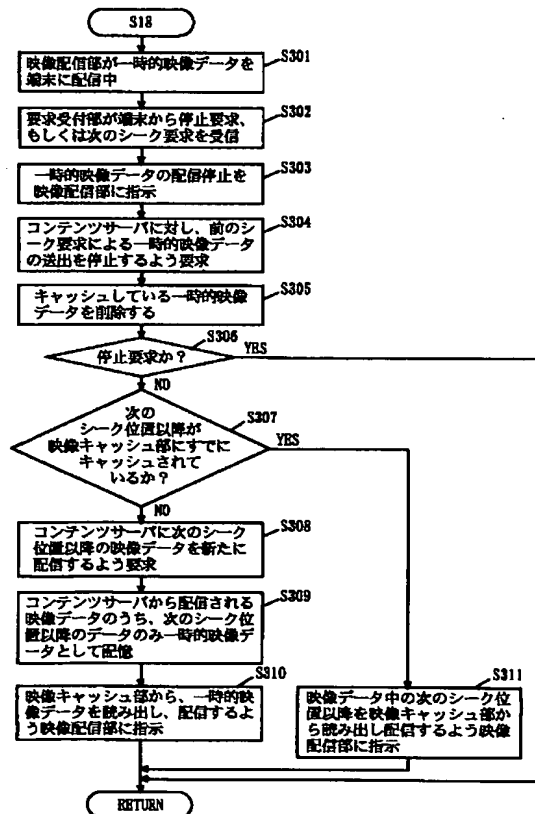 S18
S301
映像配信部が一時的映像データを
端末に配信中
S302
要求受付部が端末から停止要求、
もしくは次のシーク要求を受信
S303
一時的映像データの配信停止を
映像配信部に指示
S304
コンテンツサーバに対し、前のシ
ーク要求による一時的映像データ
の送出を停止するよう要求
S305
キャッシュしている一時的映像
データを削除する
S306
停止要求か?
YES
NO
S307
次の
シーク位置以降が
映像キャッシュ部にすでに
キャッシュされて
いるか?
YES
NO
S308
コンテンツサーバに次のシーク
位置以降の映像データを新たに
配信するよう要求
S309
コンテンツサーバから配信される
映像データのうち、次のシーク位
置以降のデータのみ一時的映像デ
ータとして記憶
S310
映像キャッシュ部から、一時的映
像データを読み出し、配信するよ
う映像配信部に指示
S311
映像データ中の次のシーク位
置以降を映像キャッシュ部か
ら読み出し配信するよう映像
配信部に指示
RETURN